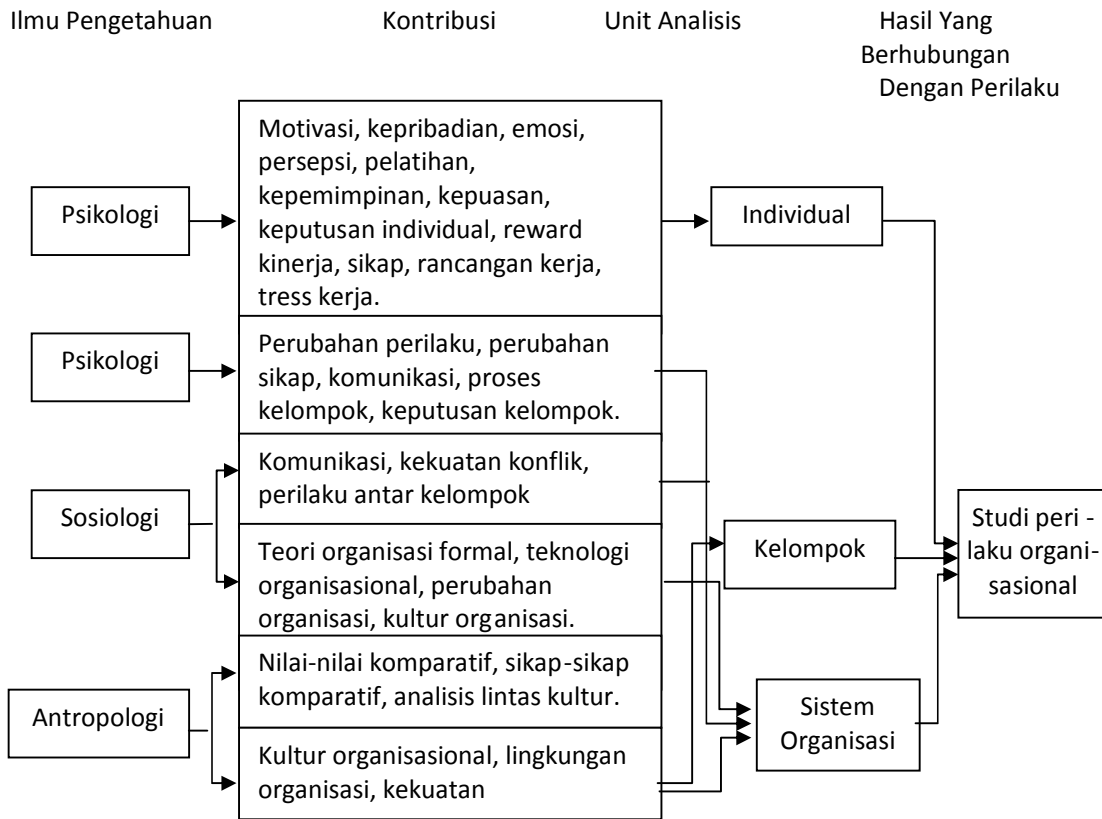 Ilmu Pengetahuan
Kontribusi
Unit Analisis
Hasil Yang
Berhubungan
Dengan Perilaku
Psikologi
Motivasi, kepribadian, emosi,
persepsi, pelatihan,
kepemimpinan, kepuasan,
keputusan individual, reward
kinerja, sikap, rancangan kerja,
tress kerja.
Individual
Psikologi
Perubahan perilaku, perubahan
sikap, komunikasi, proses
kelompok, keputusan kelompok.
Sosiologi
Komunikasi, kekuatan konflik,
perilaku antar kelompok
Teori organisasi formal, teknologi
organisasional, perubahan
organisasi, kultur organisasi.
Kelompok
Studi peri -
laku organi-
sasional
Antropologi
Nilai-nilai komparatif, sikap-sikap
komparatif, analisis lintas kultur.
Kultur organisasional, lingkungan
organisasi, kekuatan
Sistem
Organisasi